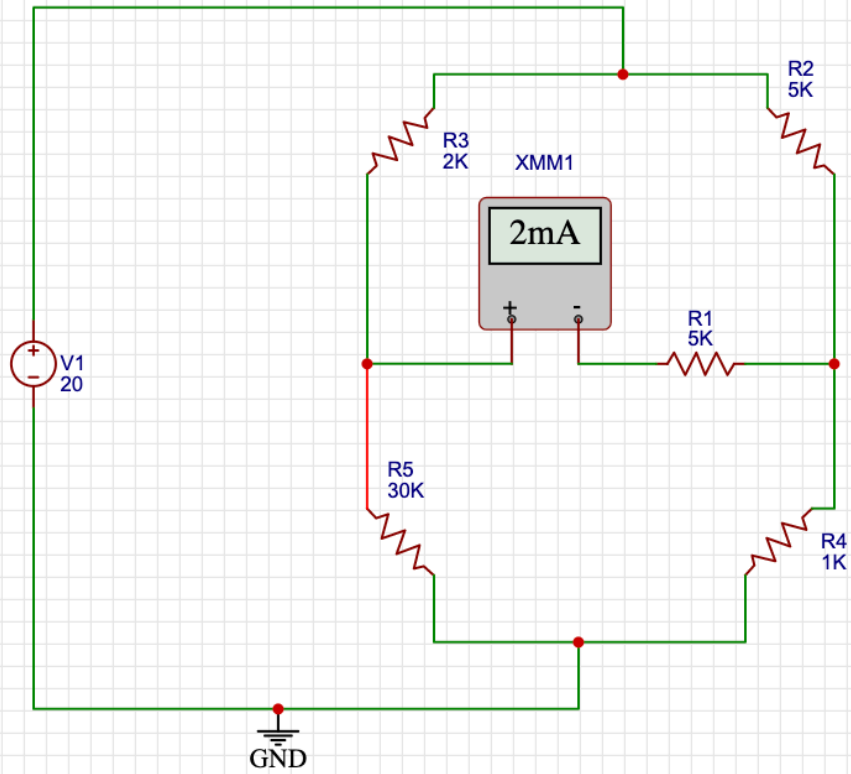 R2
5K
R3
2K
XMM1
2mA
+
-
R1
5K
+
−
V1
20
R5
30K
R4
1K
GND